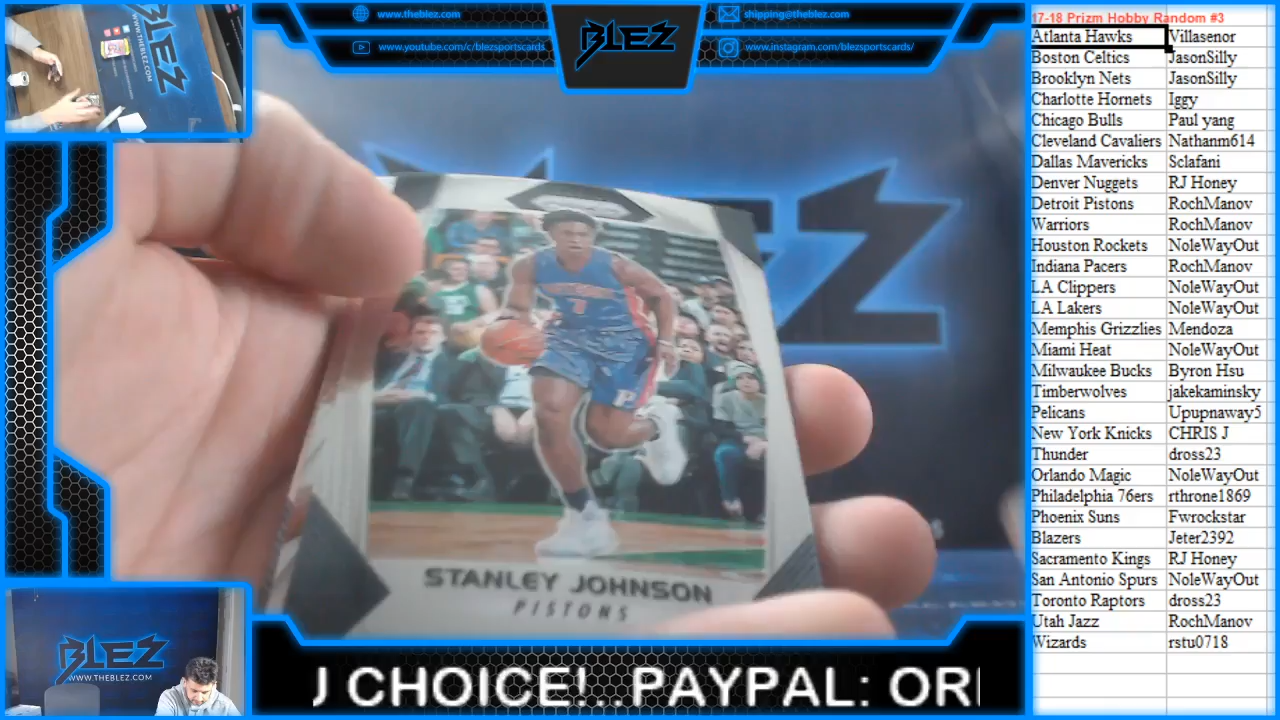 www.theblez.com
www.youtube.com/c/blezsportscards
BLEZ
shipping@theblez.com
www.instagram.com/blezsportscards/
17-18 Prizm Hobby Random #3
Atlanta Hawks Villasenor
Boston Celtics JasonSilly
Brooklyn Nets JasonSilly
Charlotte Hornets Iggy
Chicago Bulls Paul yang
Cleveland Cavaliers Nathanm614
Dallas Mavericks Sclafani
Denver Nuggets RJ Honey
Detroit Pistons RochManov
Warriors RochManov
Houston Rockets NoleWayOut
Indiana Pacers RochManov
LA Clippers NoleWayOut
LA Lakers NoleWayOut
Memphis Grizzlies Mendoza
Miami Heat NoleWayOut
Milwaukee Bucks Byron Hsu
Timberwolves jakekaminsky
Pelicans Upupnaway5
New York Knicks CHRIS J
Thunder dross23
Orlando Magic NoleWayOut
Philadelphia 76ers rthrone1869
Phoenix Suns Fwrockstar
Blazers Jeter2392
Sacramento Kings RJ Honey
San Antonio Spurs NoleWayOut
Toronto Raptors dross23
Utah Jazz RochManov
Wizards rstu0718
BLEZ
WWW.THEBLEZ.COM
7
STANLEY JOHNSON
PISTONS
BLEZ
WWW.THEBLEZ.COM
J CHOICE!...PAYPAL: OR